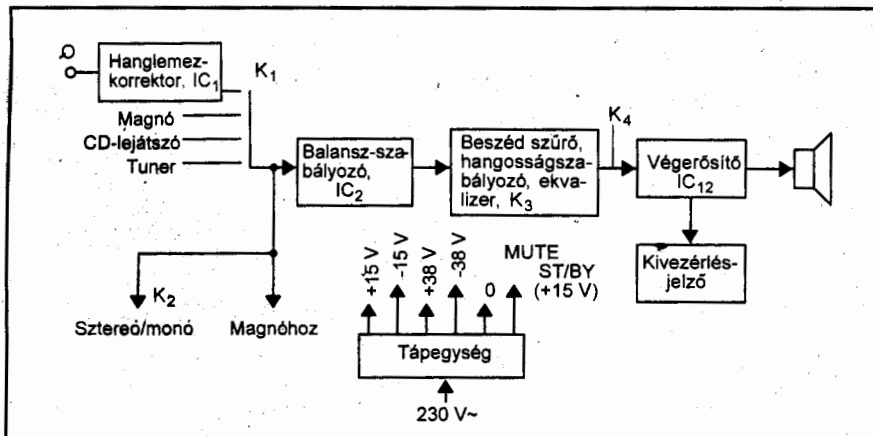 Hanglemez-
korrektor, IC1
K1
Magnó
CD-lejátszó
Tuner
Balansz-sza-
bályozó,
IC2
Beszéd szűrő,
hangosságsza-
bályozó, ekva-
lizer, K3
K4
Végerősítő
IC12
Kivezérlés-
jelző
K2
Sztereó/monó
Magnóhoz
+15 V
-15 V
+38 V
-38 V
0
MUTE
ST/BY
(+15 V)
Tápegység
230 V~